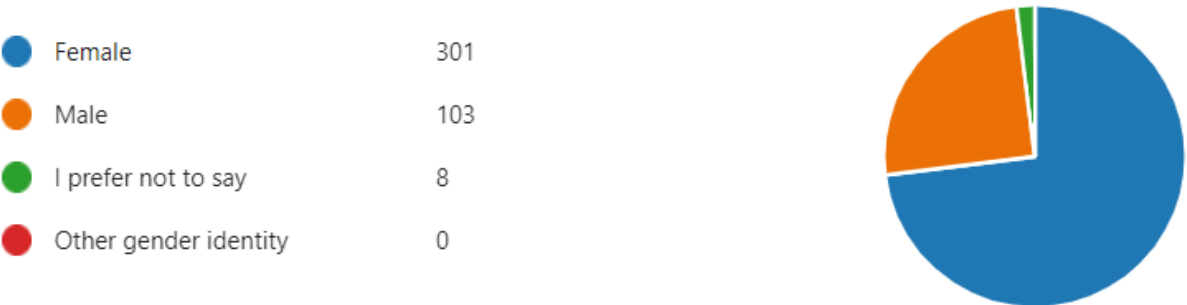 Female 301
Male 103
I prefer not to say 8
Other gender identity 0